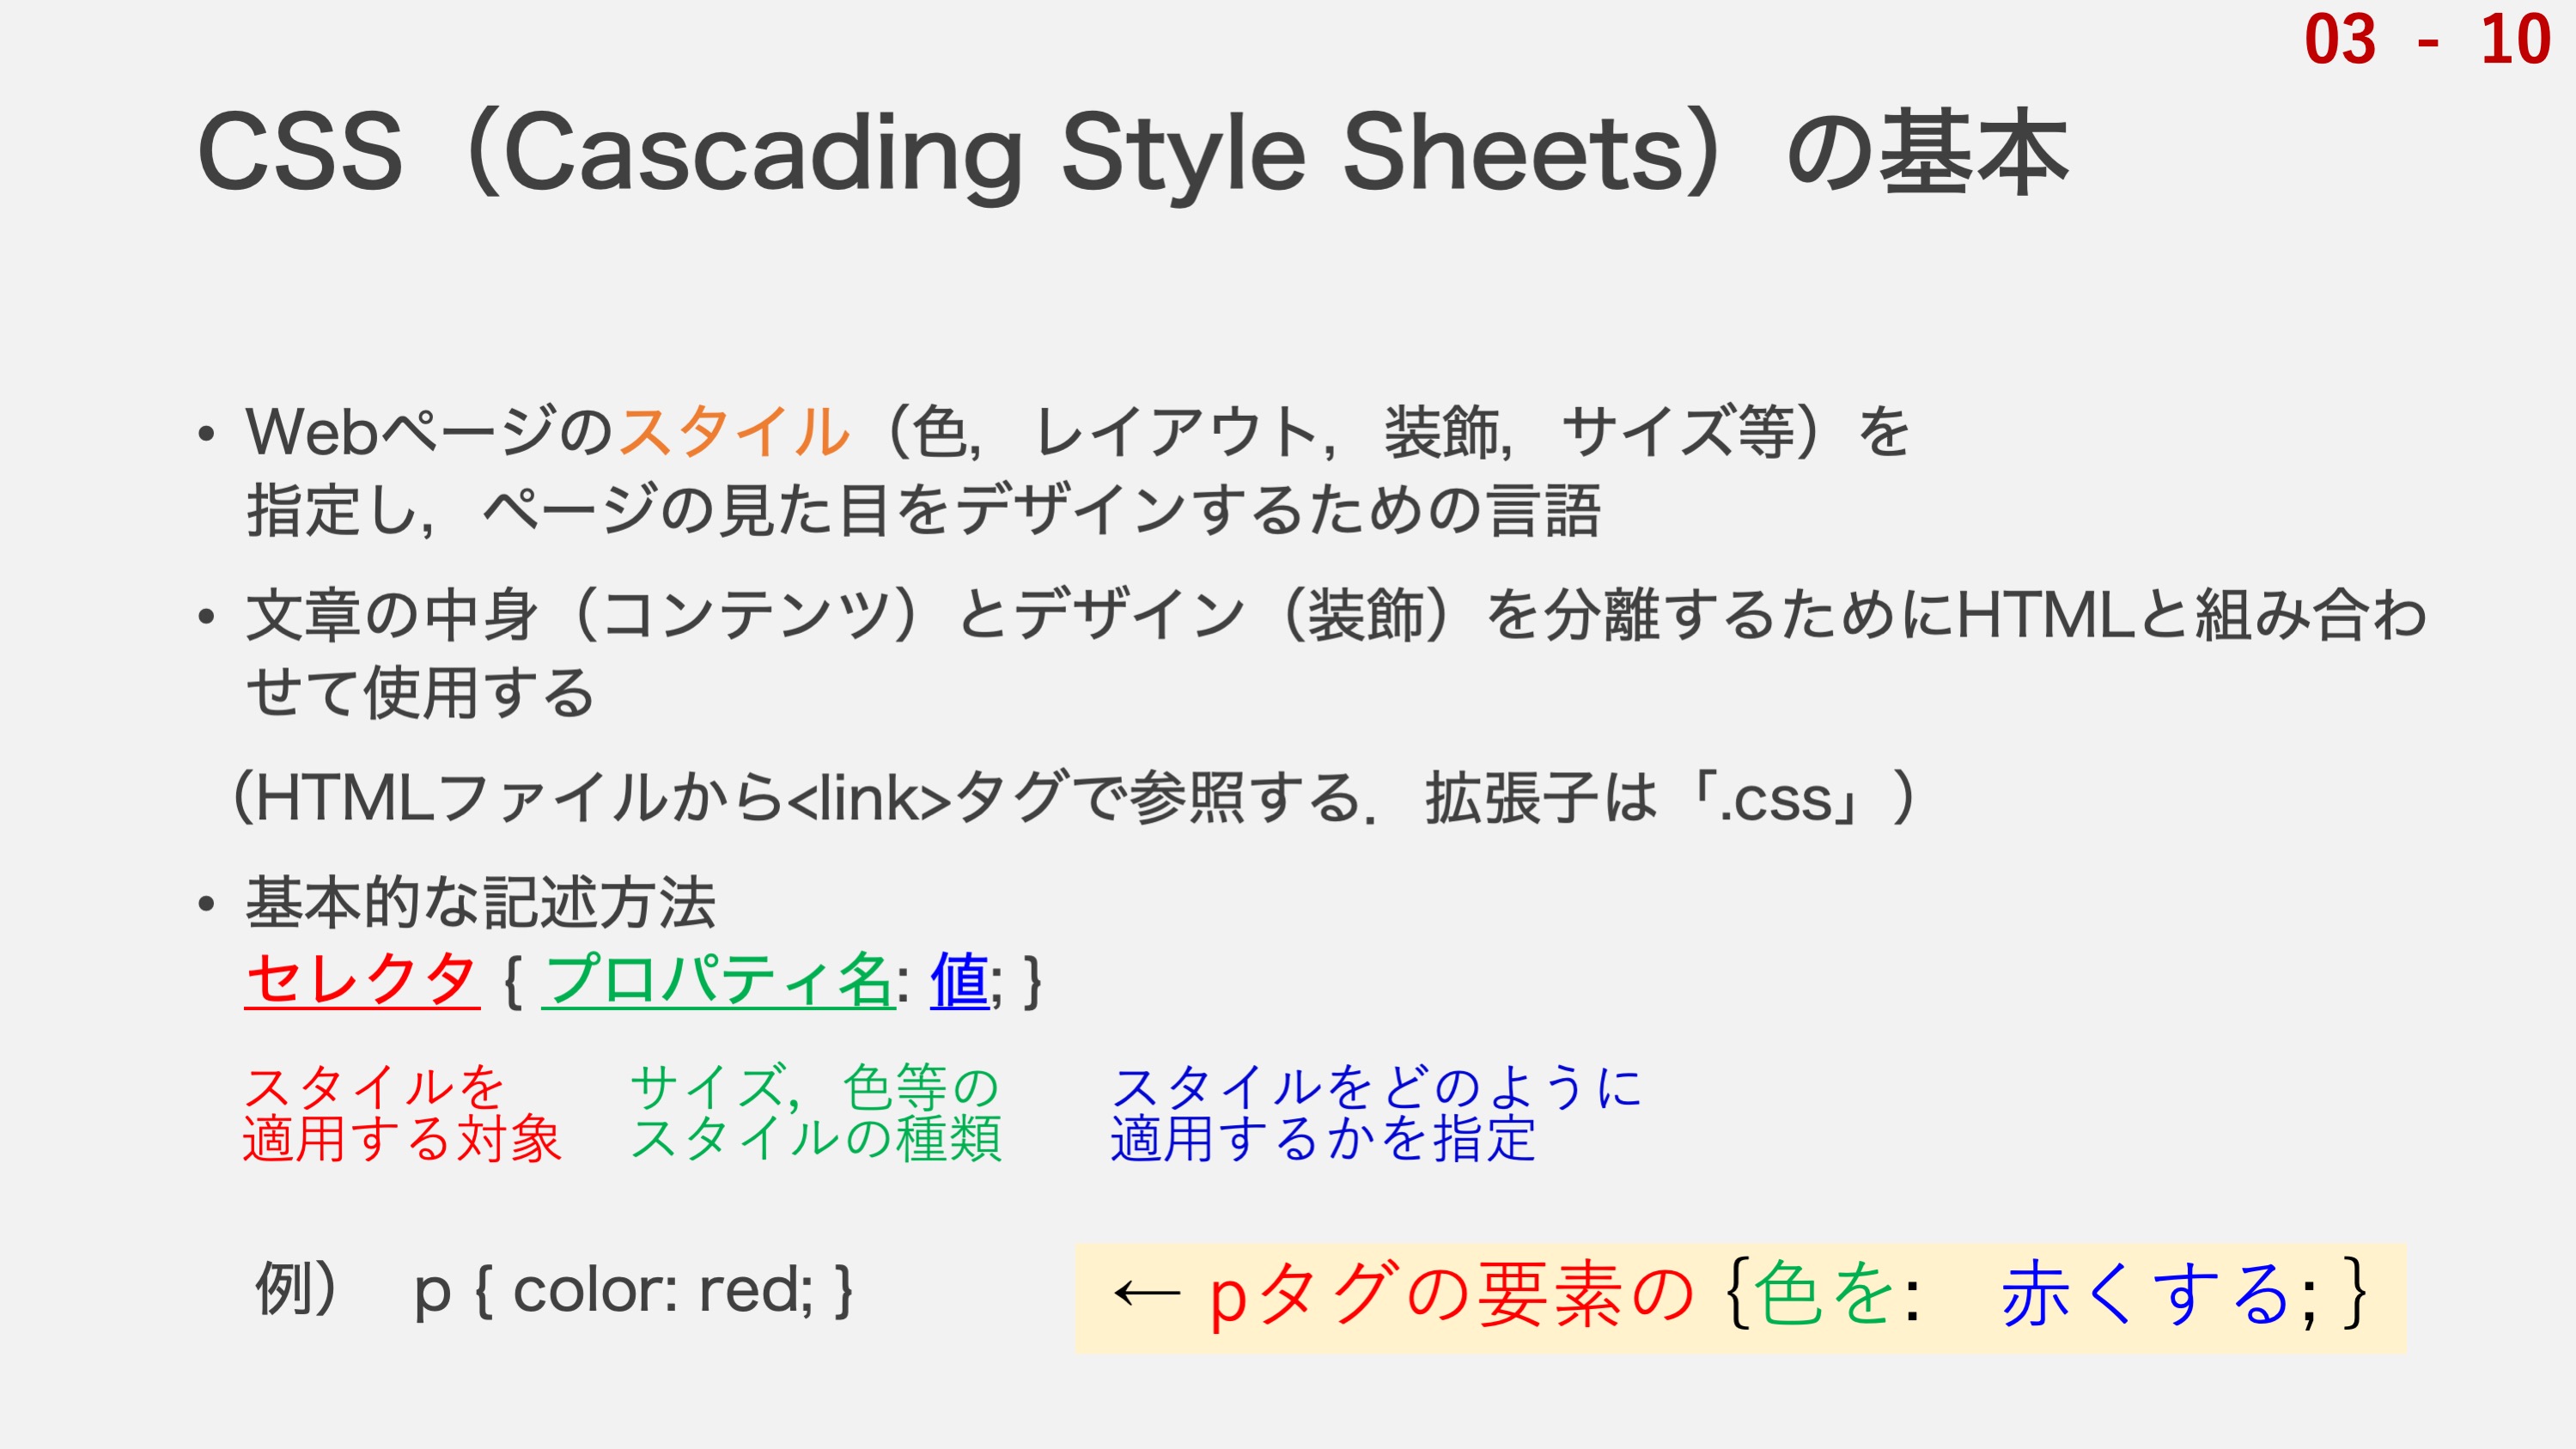 03 - 10
CSS（Cascading Style Sheets）の基本
• Webページのスタイル（色，レイアウト，装飾，サイズ等）を
指定し，ページの見た目をデザインするための言語
• 文章の中身（コンテンツ）とデザイン（装飾）を分離するためにHTMLと組み合わ
せて使用する
（HTMLファイルから<link>タグで参照する．拡張子は「.css」）
• 基本的な記述方法
セレクタ { プロパティ名: 値; }
スタイルを サイズ，色等の スタイルをどのように
適用する対象 スタイルの種類 適用するかを指定
例） p { color: red; } ← pタグの要素の {色を: 赤くする; }